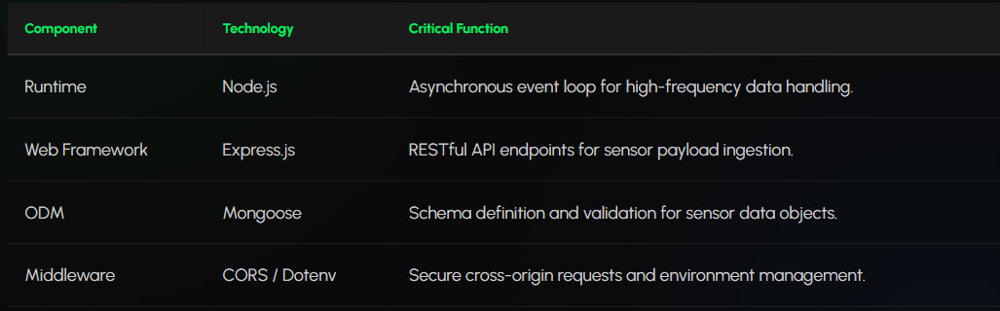 Component Technology Critical Function
Runtime Node.js Asynchronous event loop for high-frequency data handling.
Web Framework Express.js RESTful API endpoints for sensor payload ingestion.
ODM Mongoose Schema definition and validation for sensor data objects.
Middleware CORS / Dotenv Secure cross-origin requests and environment management.